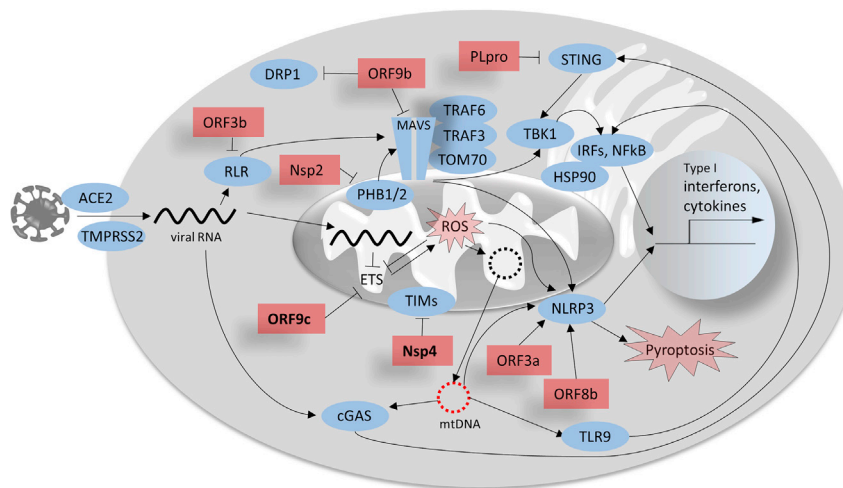 PLpro
STING
DRP1
ORF9b
TRAF6
MAVS
TRAF3
TBK1
TOM70
ORF3b
IRFs, NFkB
RLR
Nsp2
HSP90
Type I
interferons,
cytokines
PHB1/2
ACE2
TMPRSS2
viral RNA
ROS
ETS
TIMs
NLRP3
ORF9c
Nsp4
ORF3a
Pyroptosis
ORF8b
cGAS
mtDNA
TLR9